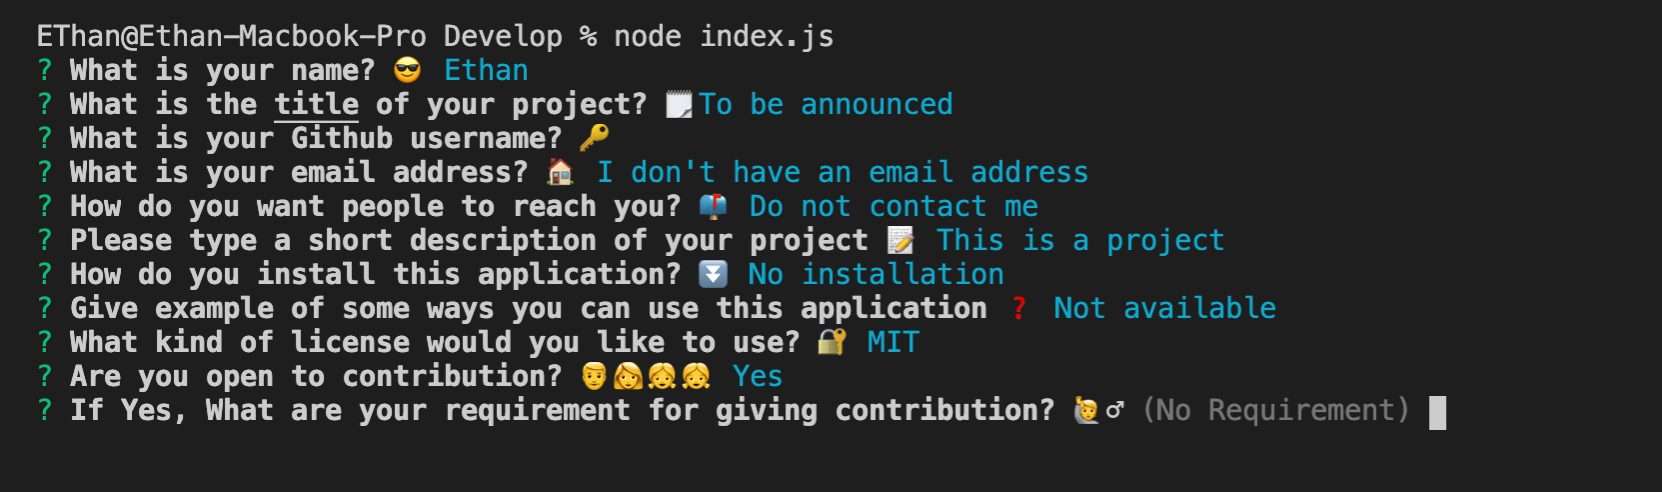 EThan@Ethan-Macbook-Pro Develop % node index.js
? What is your name? 😎 Ethan
? What is the title of your project? 🗒️ To be announced
? What is your Github username? 🔑
? What is your email address? 🏠 I don't have an email address
? How do you want people to reach you? 📫 Do not contact me
? Please type a short description of your project 📝 This is a project
? How do you install this application? ⏬ No installation
? Give example of some ways you can use this application ❓ Not available
? What kind of license would you like to use? 🔐 MIT
? Are you open to contribution? 👨👩👧👧 Yes
? If Yes, What are your requirement for giving contribution? 🙋♂ (No Requirement)